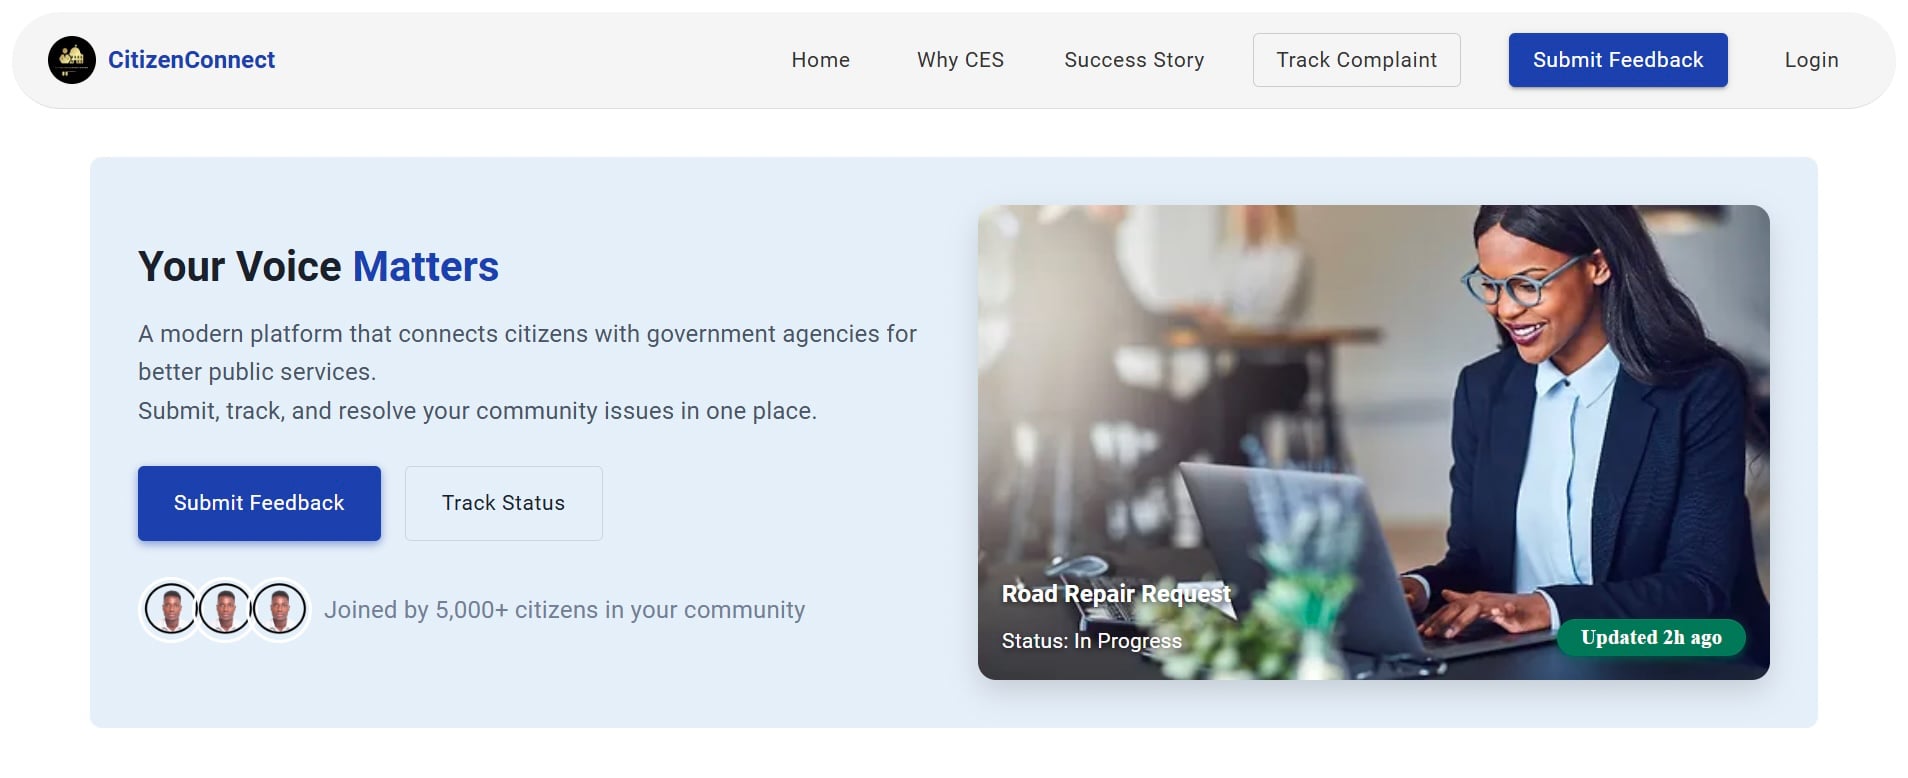 CitizenConnect
Home
Why CES
Success Story
Track Complaint
Submit Feedback
Login
Your Voice Matters
A modern platform that connects citizens with government agencies for
better public services.
Submit, track, and resolve your community issues in one place.
Submit Feedback
Track Status
Joined by 5,000+ citizens in your community
Road Repair Request
Status: In Progress
Updated 2h ago